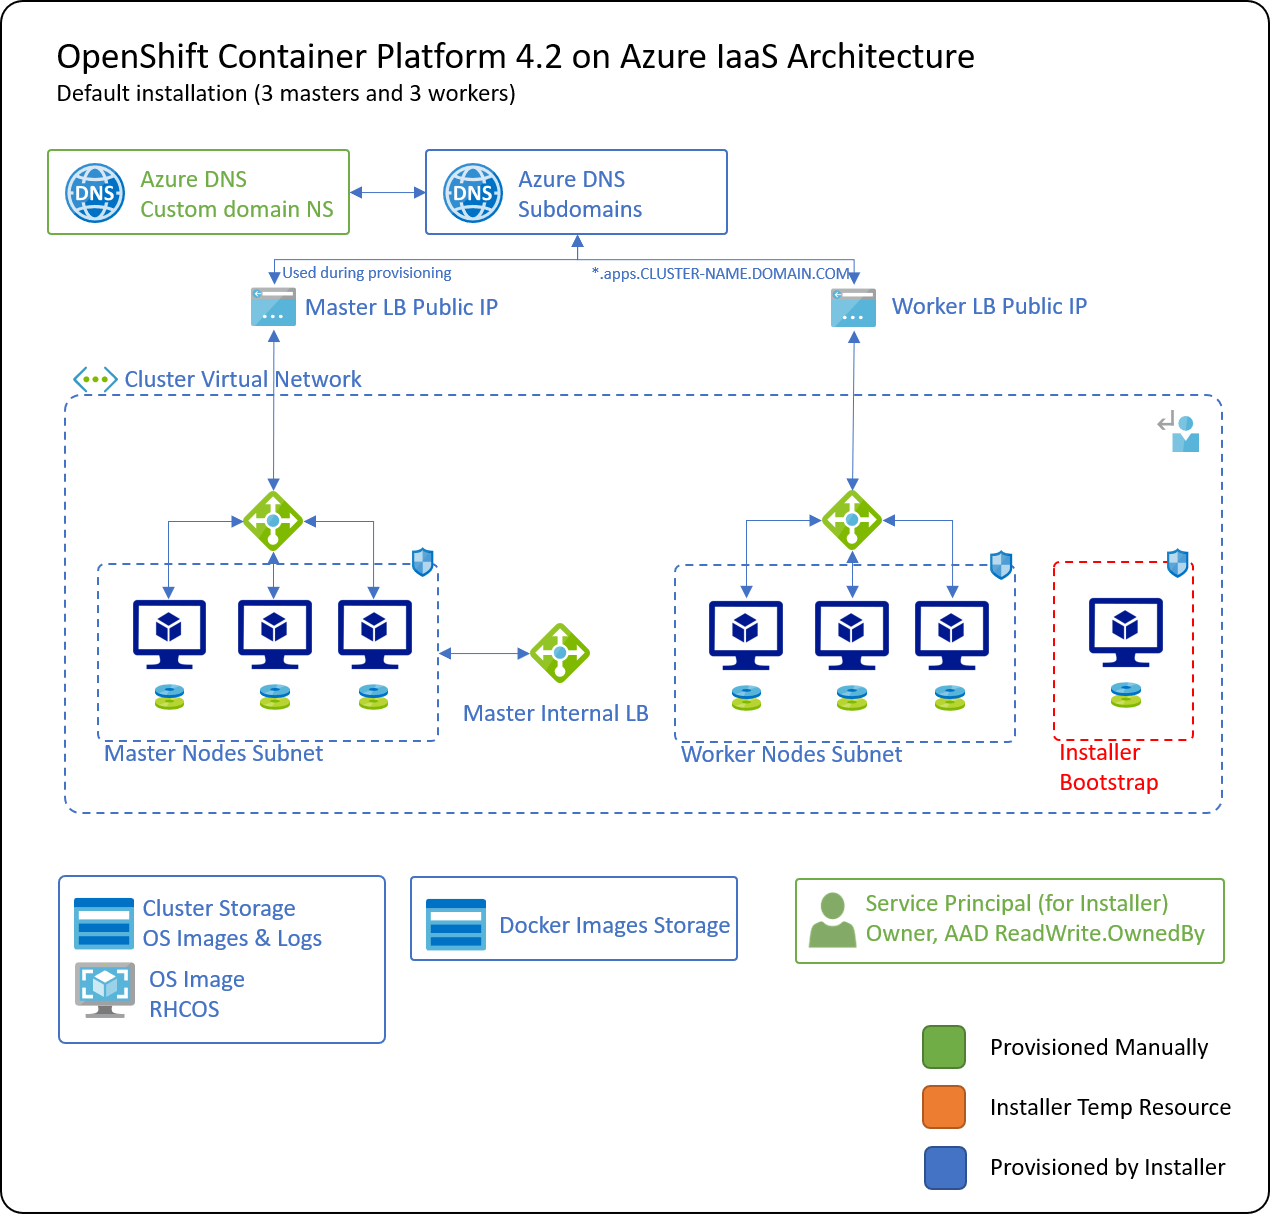 OpenShift Container Platform 4.2 on Azure IaaS Architecture
Default installation (3 masters and 3 workers)
DNS
Azure DNS
Custom domain NS
DNS
Azure DNS
Subdomains
Used during provisioning
*.apps.CLUSTER-NAME.DOMAIN.COM
Master LB Public IP
Worker LB Public IP
Cluster Virtual Network
Master Internal LB
Master Nodes Subnet
Worker Nodes Subnet
Installer
Bootstrap
Cluster Storage
OS Images & Logs
OS Image
RHCOS
Docker Images Storage
Service Principal (for Installer)
Owner, AAD ReadWrite.OwnedBy
Provisioned Manually
Installer Temp Resource
Provisioned by Installer